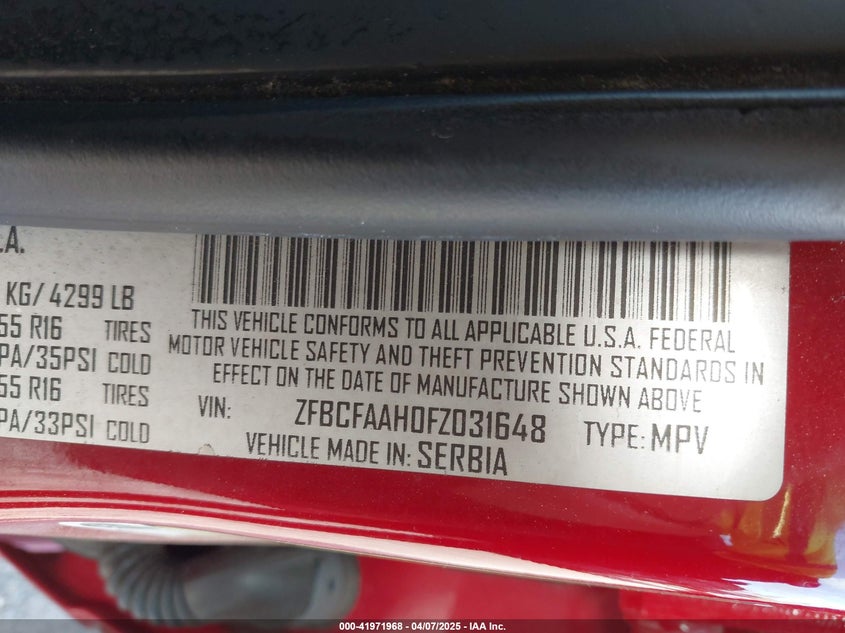 .A.
KG/ 4299 LB
55 R16 TIRES
PA/35PSI COLD
55 R16 TIRES
PA/33PSI COLD
THIS VEHICLE CONFORMS TO ALL APPLICABLE U.S.A. FEDERAL
MOTOR VEHICLE SAFETY AND THEFT PREVENTION STANDARDS IN
EFFECT ON THE DATE OF MANUFACTURE SHOWN ABOVE
VIN: ZFBCFAAH0FZ031648 TYPE: MPV
VEHICLE MADE IN: SERBIA
000-41971968 - 04/07/2025 - IAA Inc.